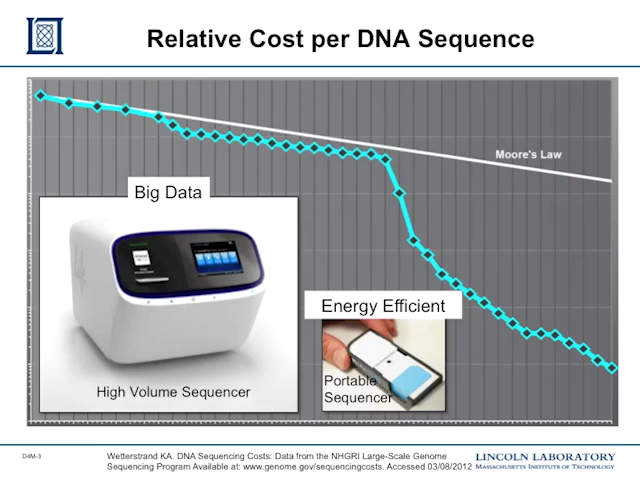 Relative Cost per DNA Sequence
Moore's Law
Big Data
Energy Efficient
High Volume Sequencer
Portable
Sequencer
D4M-3
Wetterstrand KA. DNA Sequencing Costs: Data from the NHGRI Large-Scale Genome
Sequencing Program Available at: www.genome.gov/sequencingcosts. Accessed 03/08/2012
LINCOLN LABORATORY
MASSACHUSETTS INSTITUTE OF TECHNOLOGY